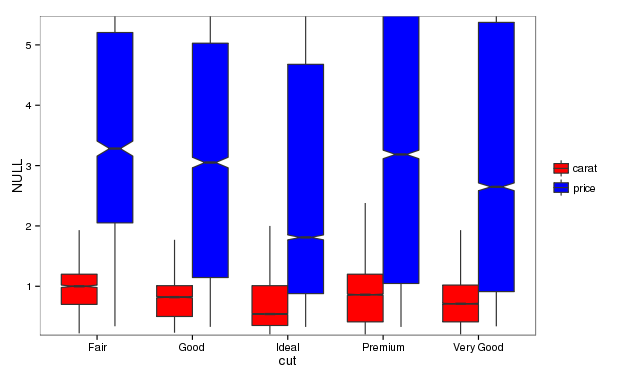 5
4
3
2
1
NULL
Fair
Good
Ideal
Premium
Very Good
cut
carat
price